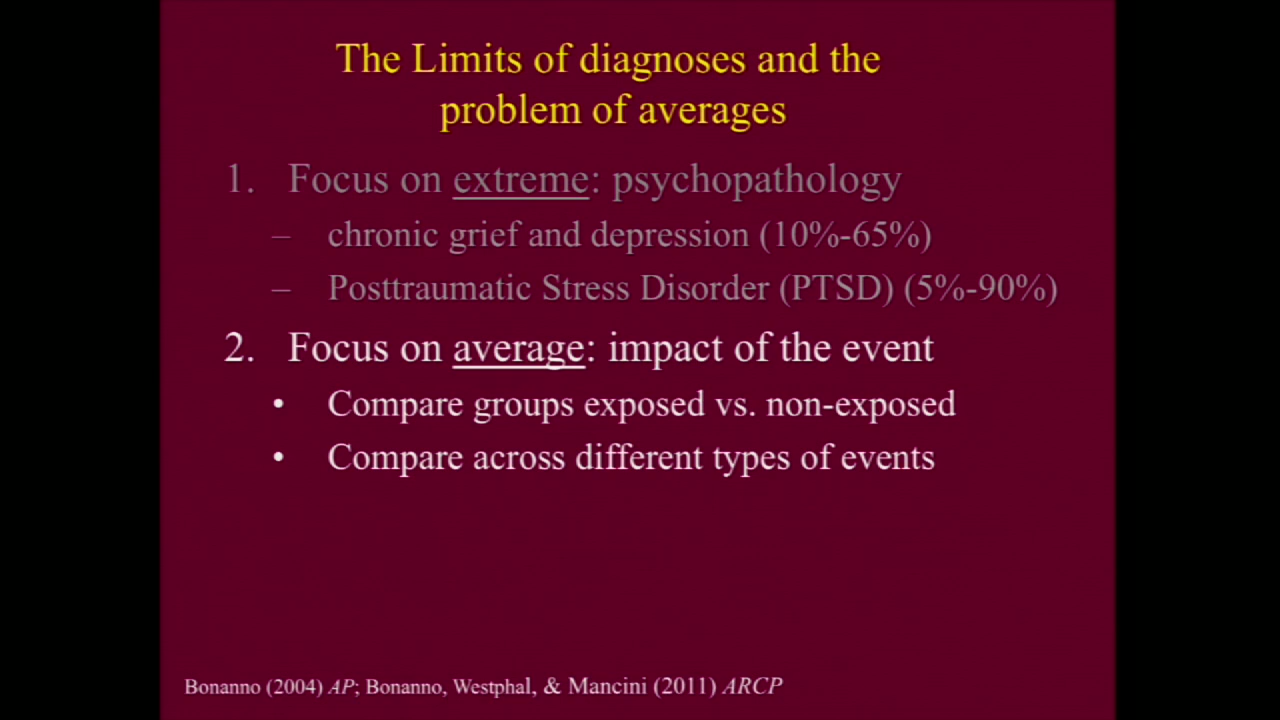 The Limits of diagnoses and the
problem of averages
1. Focus on extreme: psychopathology
– chronic grief and depression (10%-65%)
– Posttraumatic Stress Disorder (PTSD) (5%-90%)
2. Focus on average: impact of the event
• Compare groups exposed vs. non-exposed
• Compare across different types of events
Bonanno (2004) AP; Bonanno, Westphal, & Mancini (2011) ARCP